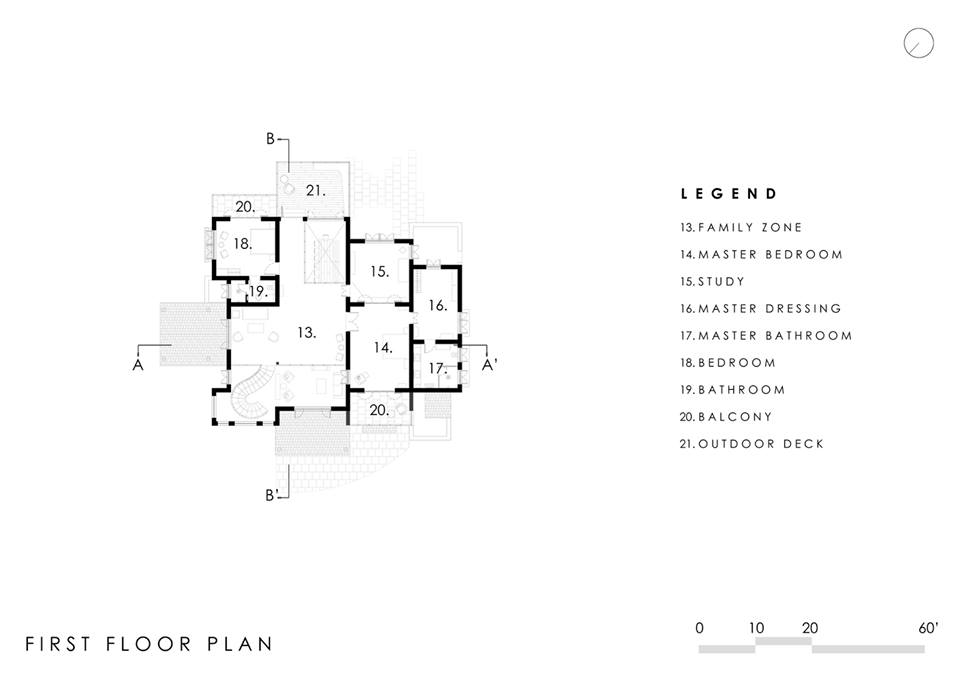 B
21.
20.
18.
15.
19.
16.
13.
14.
A
17.
A'
20.
B'
LEGEND
13. FAMILY ZONE
14. MASTER BEDROOM
15. STUDY
16. MASTER DRESSING
17. MASTER BATHROOM
18. BEDROOM
19. BATHROOM
20. BALCONY
21. OUTDOOR DECK
FIRST FLOOR PLAN
0 10 20 60'